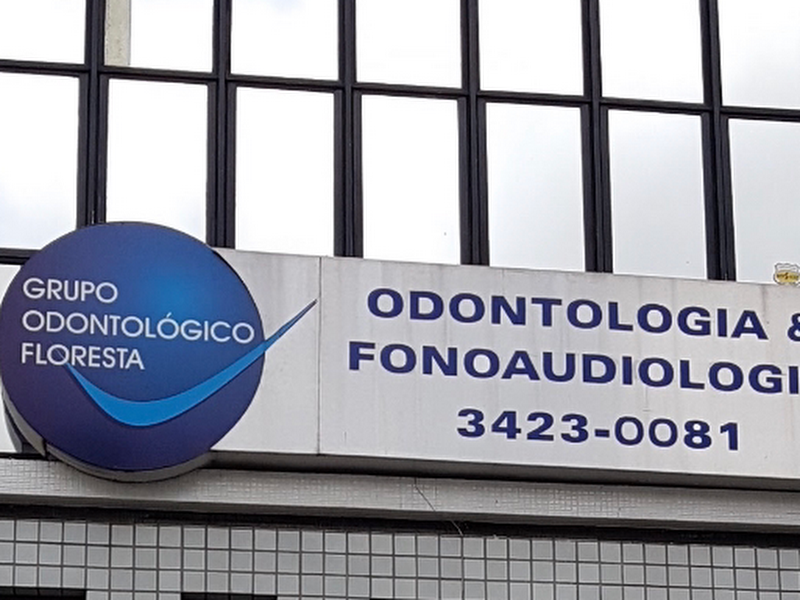 GRUPO
ODONTOLÓGICO
FLORESTA
ODONTOLOGIA &
FONOAUDIOLOGI
3423-0081